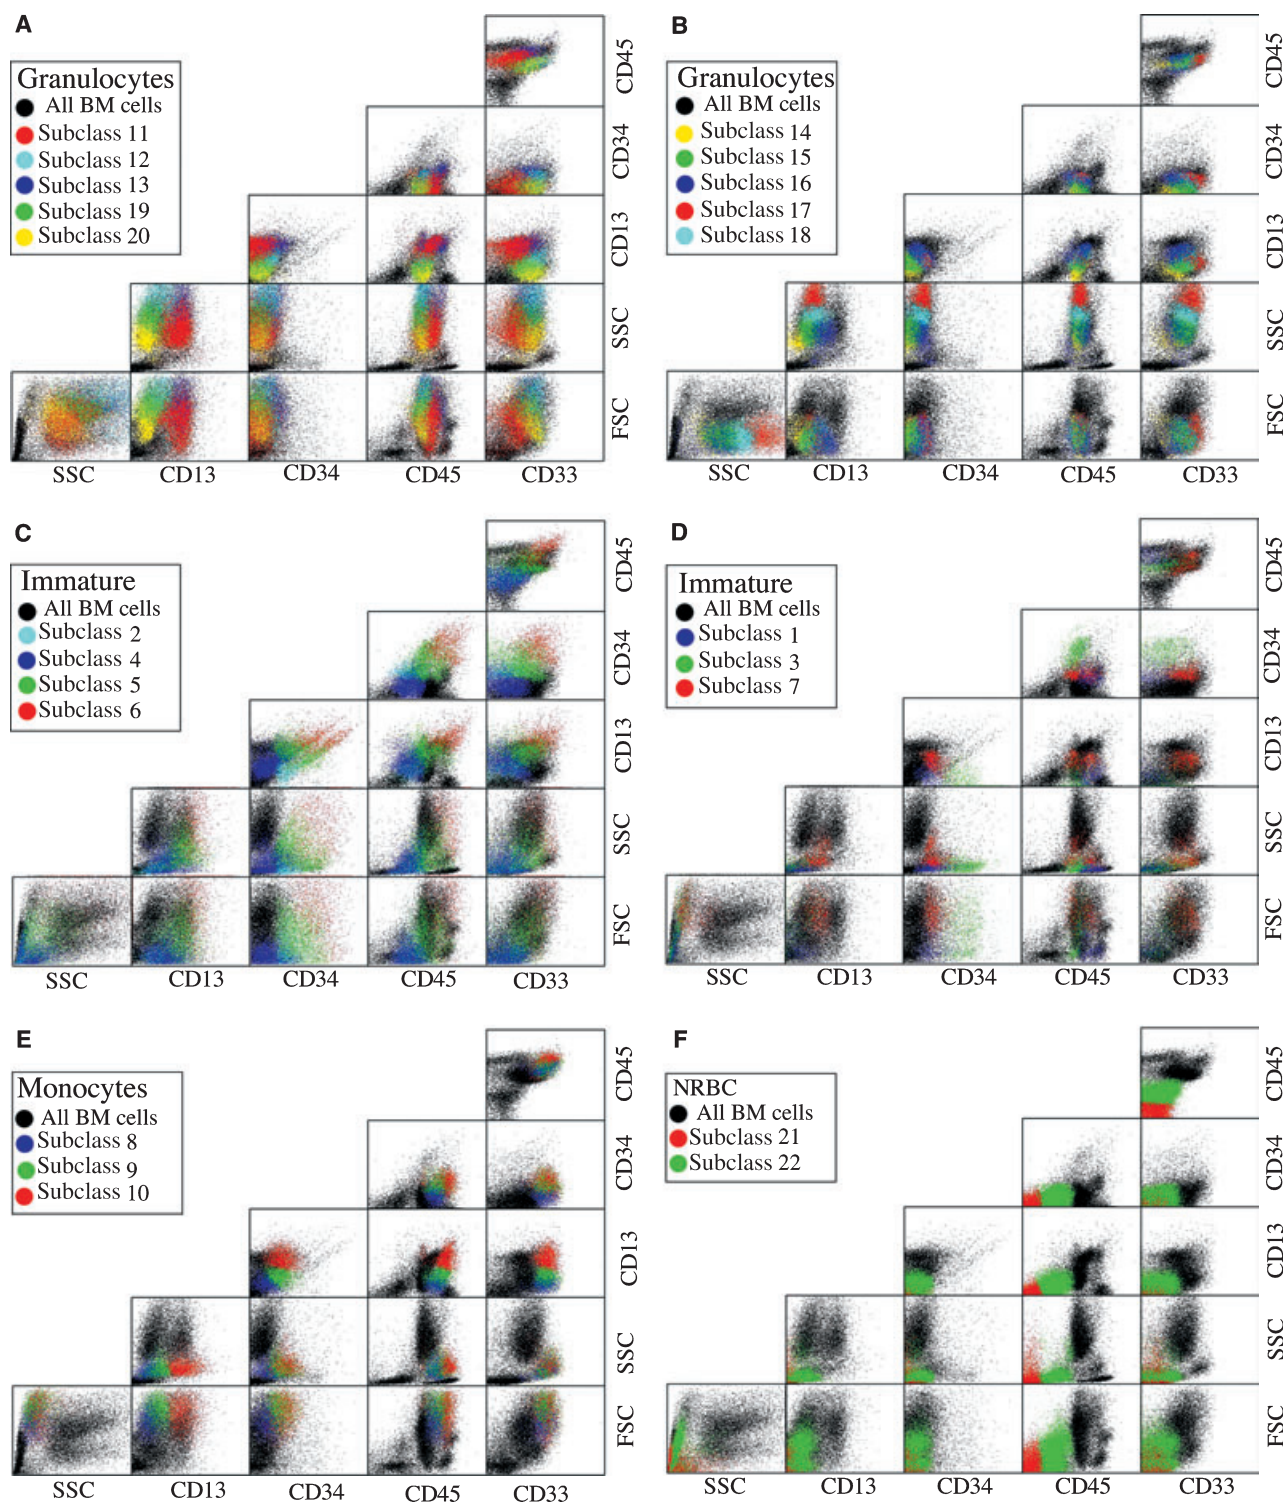 A
Granulocytes
All BM cells
Subclass 11
Subclass 12
Subclass 13
Subclass 19
Subclass 20
CD45
CD34
CD13
SSC
FSC
SSC CD13 CD34 CD45 CD33
B
Granulocytes
All BM cells
Subclass 14
Subclass 15
Subclass 16
Subclass 17
Subclass 18
CD45
CD34
CD13
SSC
FSC
SSC CD13 CD34 CD45 CD33
C
Immature
All BM cells
Subclass 2
Subclass 4
Subclass 5
Subclass 6
CD45
CD34
CD13
SSC
FSC
SSC CD13 CD34 CD45 CD33
D
Immature
All BM cells
Subclass 1
Subclass 3
Subclass 7
CD45
CD34
CD13
SSC
FSC
SSC CD13 CD34 CD45 CD33
E
Monocytes
All BM cells
Subclass 8
Subclass 9
Subclass 10
CD45
CD34
CD13
SSC
FSC
SSC CD13 CD34 CD45 CD33
F
NRBC
All BM cells
Subclass 21
Subclass 22
CD45
CD34
CD13
SSC
FSC
SSC CD13 CD34 CD45 CD33